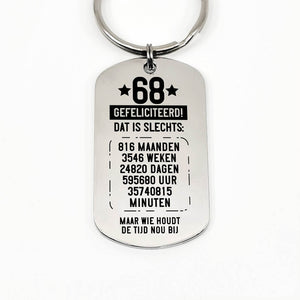 ★68★
GEFELICITEERD!
DAT IS SLECHTS:
816 MAANDEN
3546 WEKEN
24820 DAGEN
595680 UUR
35740815
MINUTEN
MAAR WIE HOUDT
DE TIJD NOU BIJ